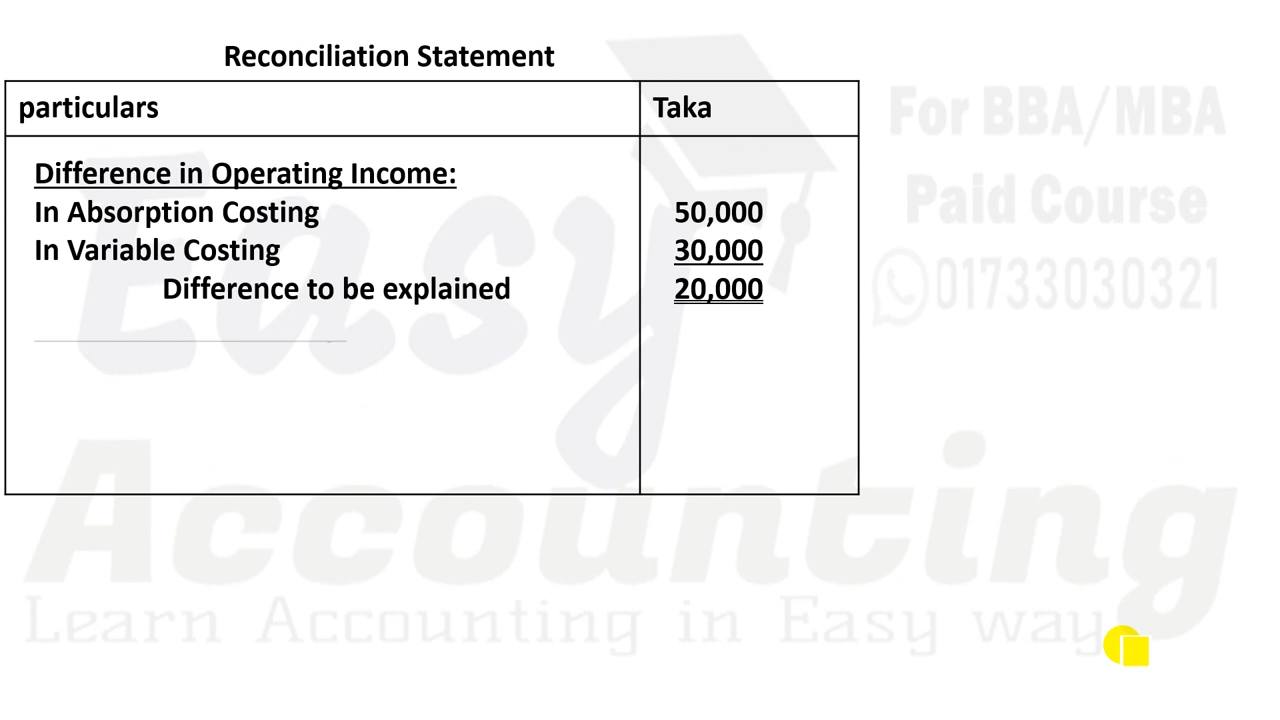 Reconciliation Statement
particulars Taka
Difference in Operating Income:
In Absorption Costing 50,000
In Variable Costing 30,000
Difference to be explained 20,000
For BBA/MBA
Paid Course
01733030321
Easy
Accounting
Learn Accounting in Easy way